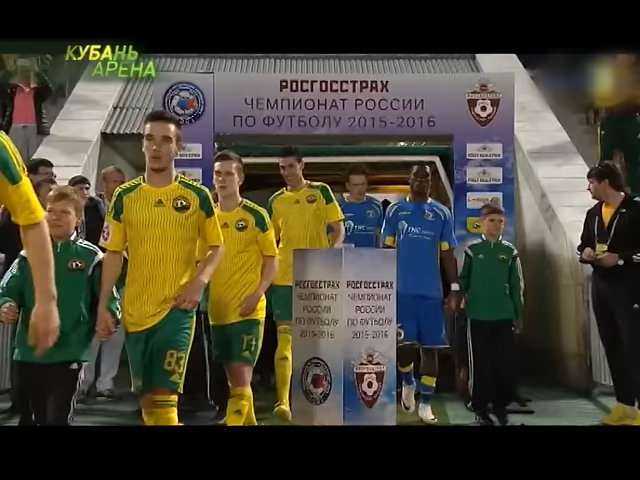 КУБАНЬ
АРЕНА
РОСГОССТРАХ
ЧЕМПИОНАТ РОССИИ
ПО ФУТБОЛУ 2015-2016
РОСГОССТРАХ
ЧЕМПИОНАТ
РОССИИ
ПО ФУТБОЛУ
2015-2016
РОСГОССТРАХ
ЧЕМПИОНАТ
РОССИИ
ПО ФУТБОЛУ
2015-2016
83
17